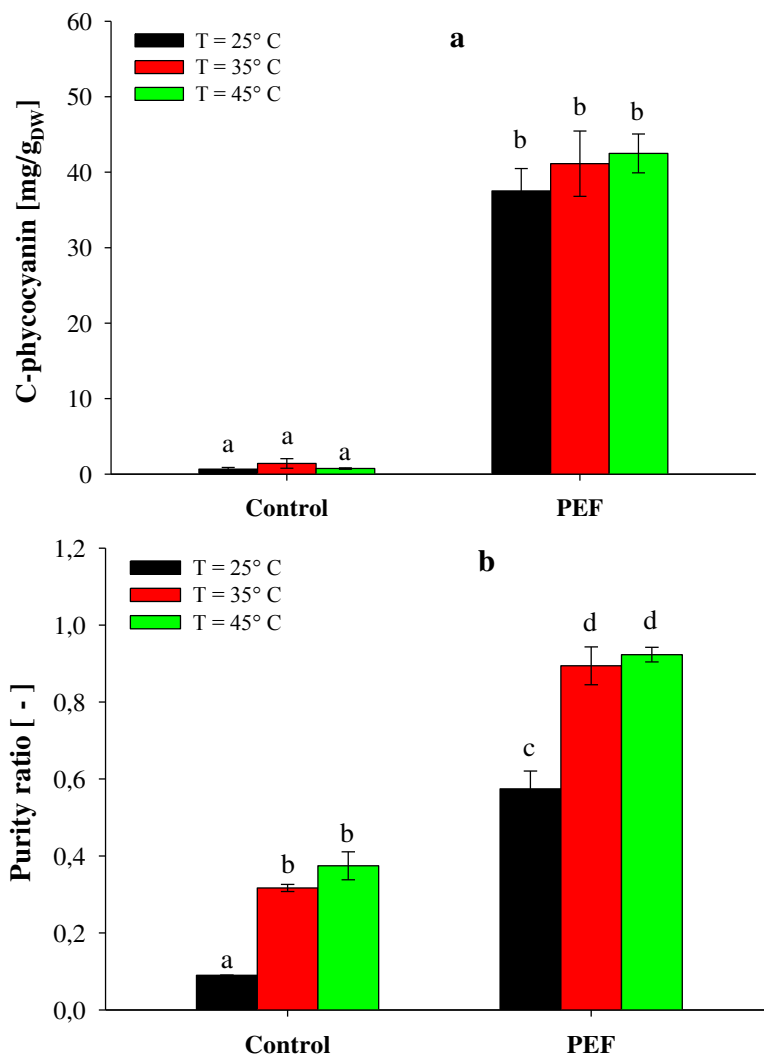 a
T = 25° C
T = 35° C
T = 45° C
C-phycocyanin [mg/gDW]
60
50
40
30
20
10
0
a
a
a
b
b
b
Control
PEF
b
T = 25° C
T = 35° C
T = 45° C
Purity ratio [ - ]
1,2
1,0
0,8
0,6
0,4
0,2
0,0
a
b
b
c
d
d
Control
PEF